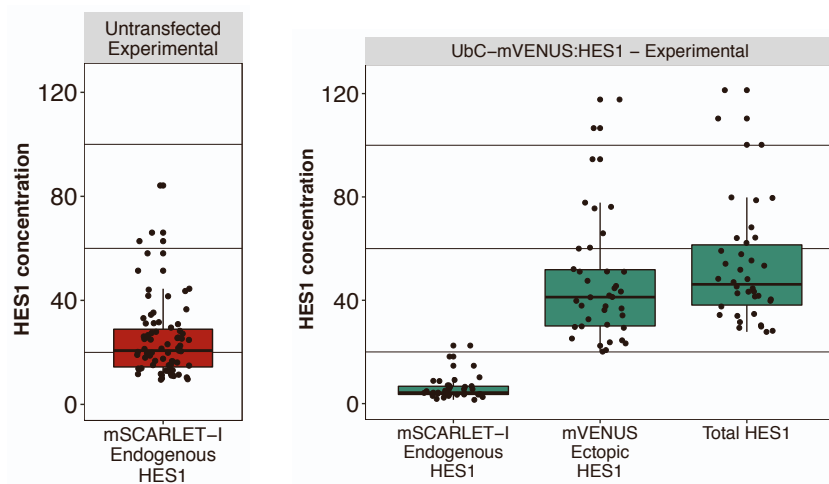 Untransfected
Experimental
HES1 concentration
120
80
40
0
mSCARLET−I
Endogenous
HES1
UbC−mVENUS:HES1 − Experimental
HES1 concentration
120
80
40
0
mSCARLET−I
Endogenous
HES1
mVENUS
Ectopic
HES1
Total HES1